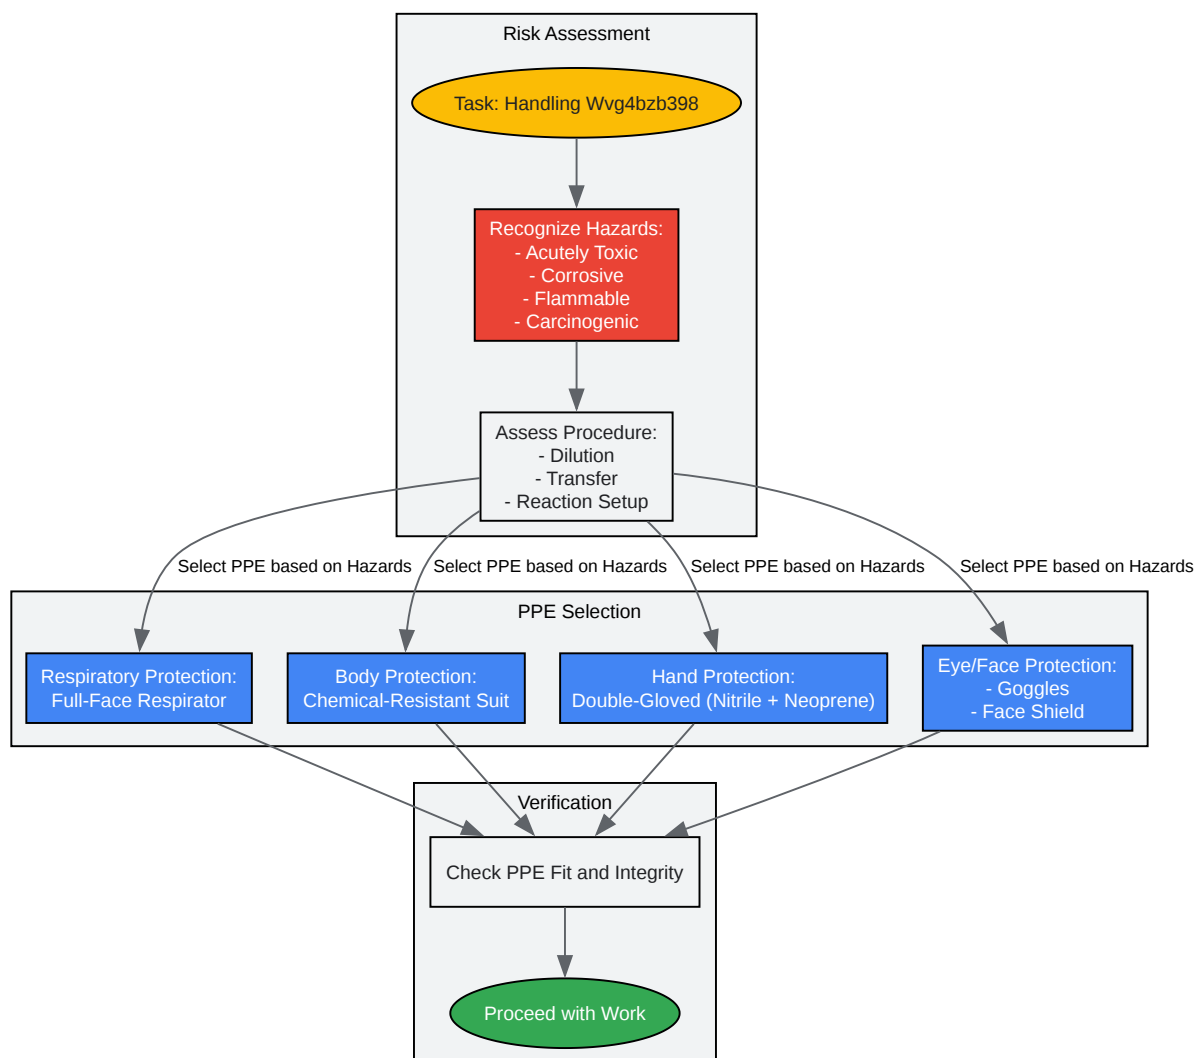 Risk Assessment
Task: Handling Wvg4bzb398
Recognize Hazards:
- Acutely Toxic
- Corrosive
- Flammable
- Carcinogenic
Assess Procedure:
- Dilution
- Transfer
- Reaction Setup
Select PPE based on Hazards
Select PPE based on Hazards
Select PPE based on Hazards
Select PPE based on Hazards
PPE Selection
Respiratory Protection:
Full-Face Respirator
Body Protection:
Chemical-Resistant Suit
Hand Protection:
Double-Gloved (Nitrile + Neoprene)
Eye/Face Protection:
- Goggles
- Face Shield
Verification
Check PPE Fit and Integrity
Proceed with Work